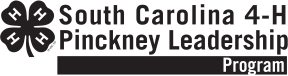 H H H H
South Carolina 4-H
Pinckney Leadership
Program